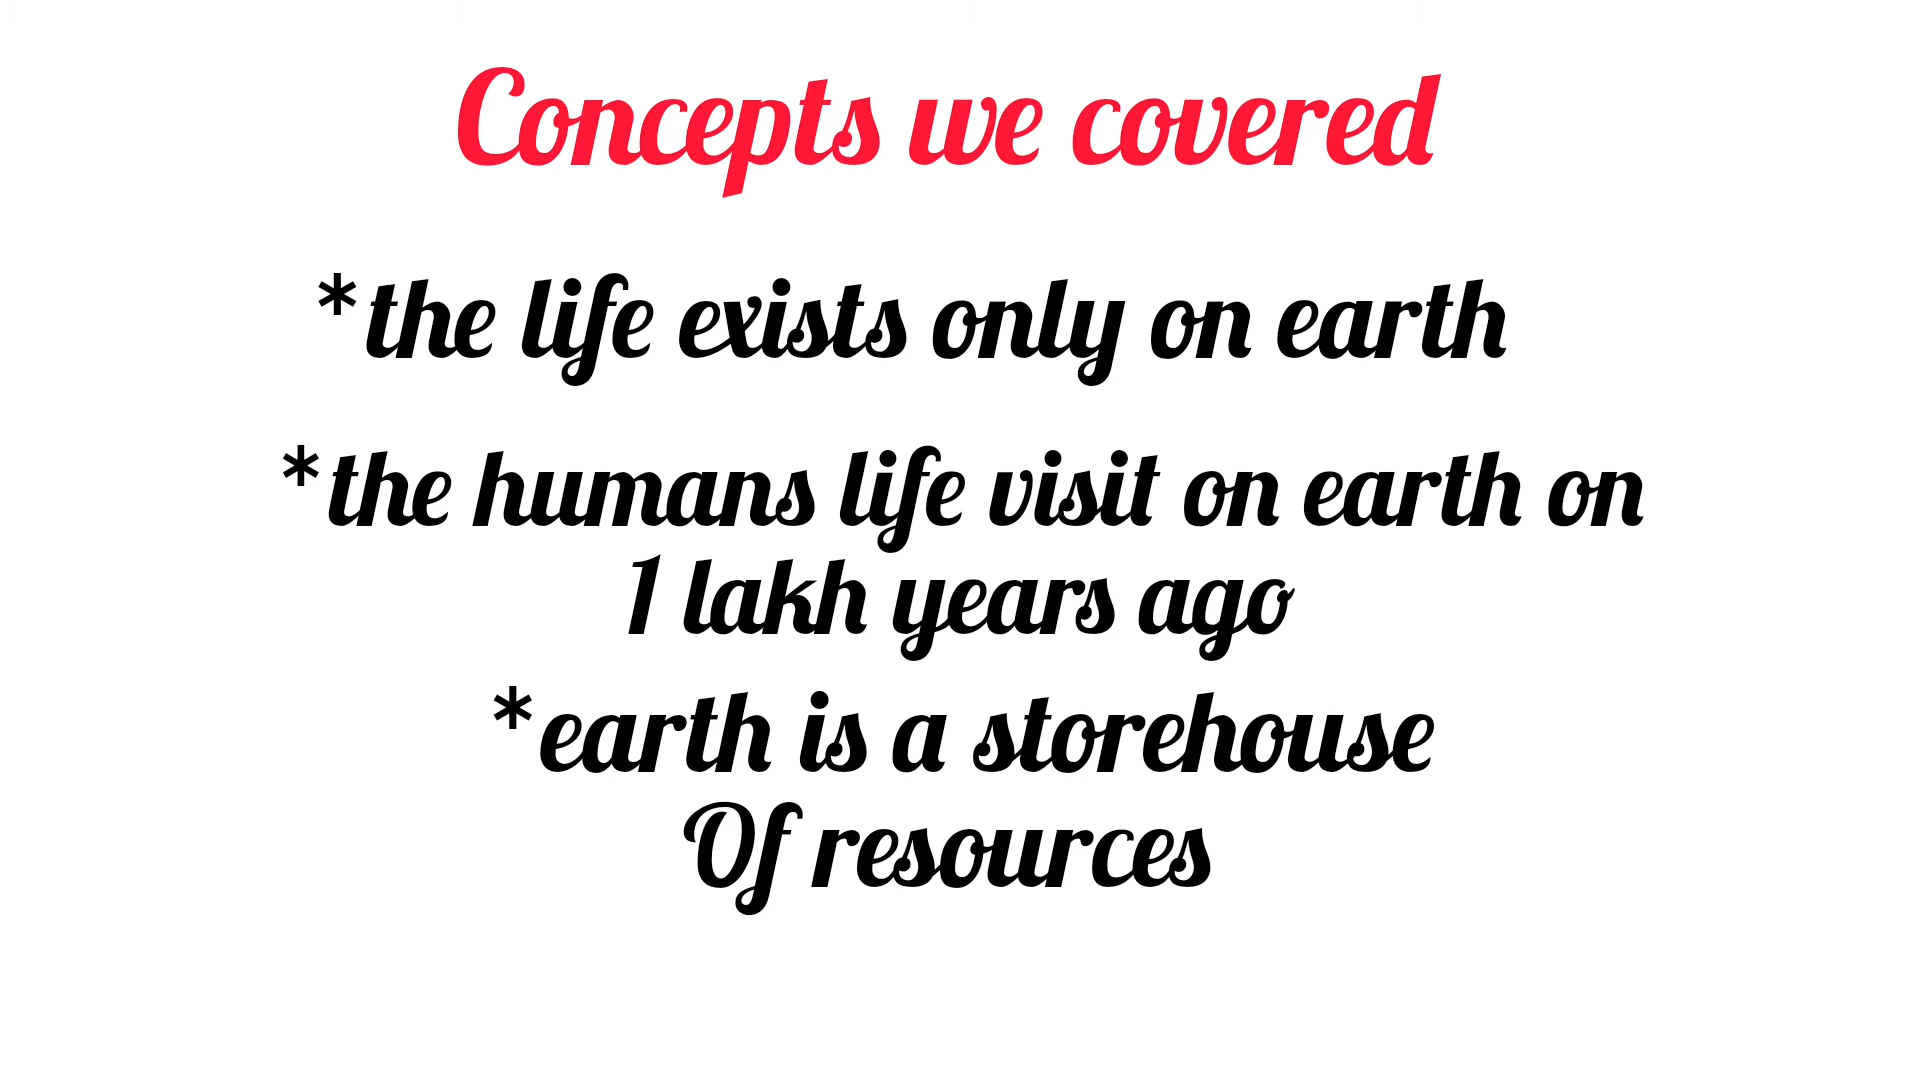 Concepts we covered
*the life exists only on earth
*the humans life visit on earth on
1 lakh years ago
*earth is a storehouse
Of resources